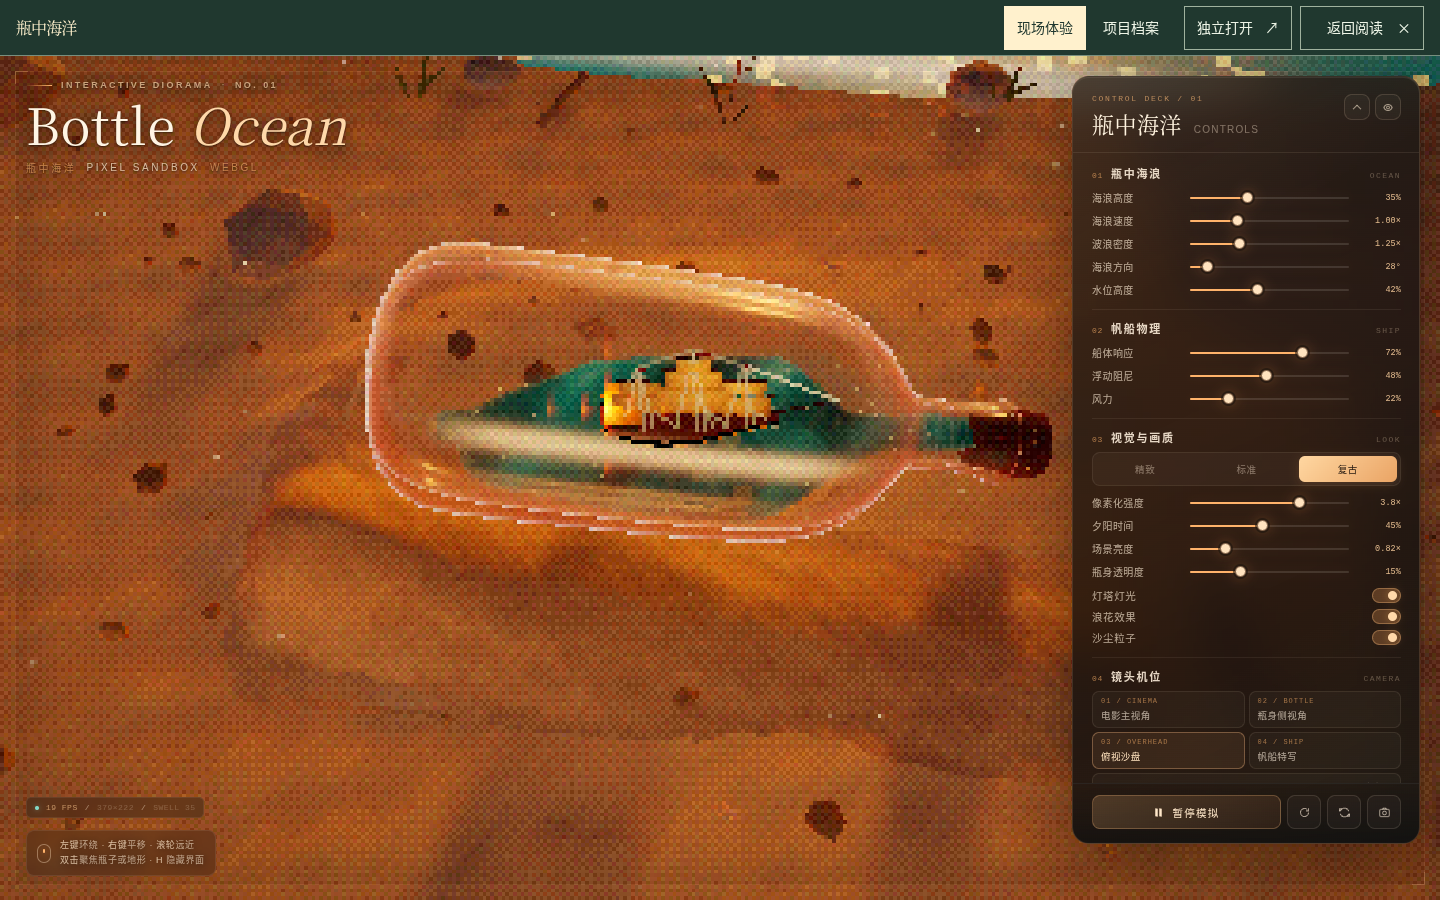 瓶中海洋
现场体验
项目档案
独立打开 ↗
返回阅读 ×
INTERACTIVE DIORAMA · NO. 01
Bottle Ocean
瓶中海洋 PIXEL SANDBOX WEBGL
CONTROL DECK / 01
瓶中海洋 CONTROLS
01 瓶中海浪 OCEAN
海浪高度 35%
海浪速度 1.00×
波浪密度 1.25×
海浪方向 28°
水位高度 42%
02 帆船物理 SHIP
船体响应 72%
浮动阻尼 48%
风力 22%
03 视觉与画质 LOOK
精致 标准 复古
像素化强度 3.8×
夕阳时间 45%
场景亮度 0.82×
瓶身透明度 15%
灯塔灯光
浪花效果
沙尘粒子
04 镜头机位 CAMERA
01 / CINEMA
电影主视角
02 / BOTTLE
瓶身侧视角
03 / OVERHEAD
俯视沙盘
04 / SHIP
帆船特写
暂停模拟
19 FPS / 379×222 / SWELL 35
左键环绕 · 右键平移 · 滚轮远近
双击聚焦瓶子或地形 · H 隐藏界面